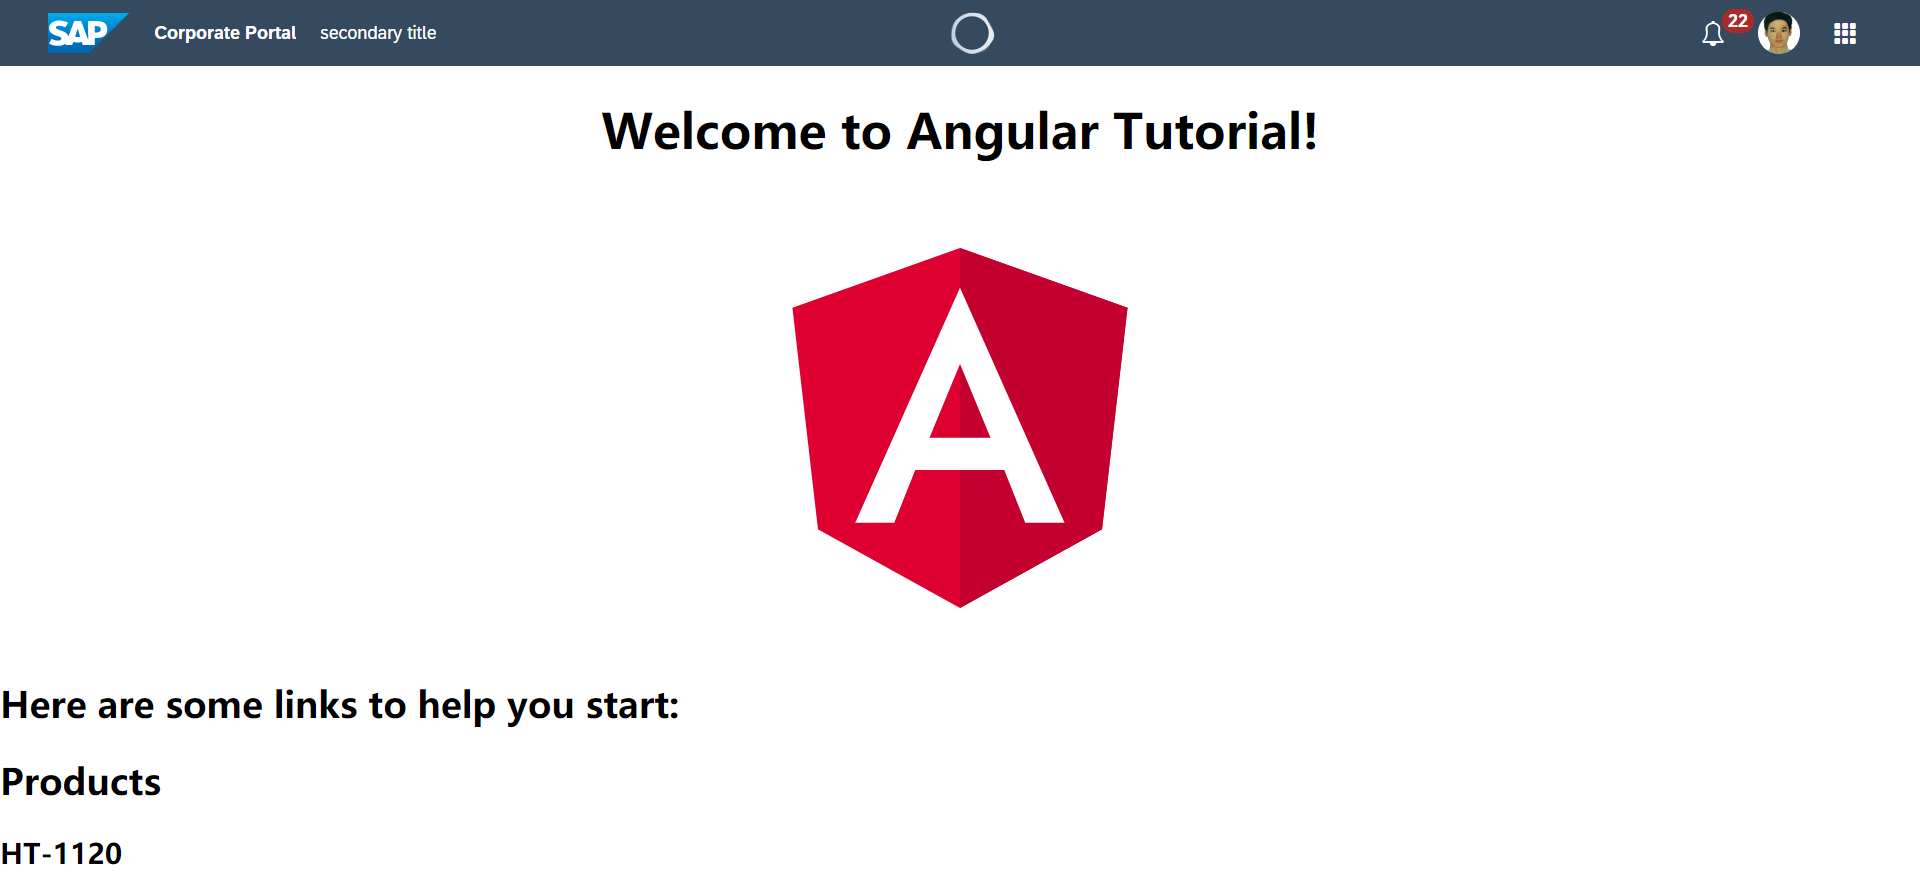 SAP Corporate Portal secondary title 22
Welcome to Angular Tutorial!
A
Here are some links to help you start:
Products
HT-1120